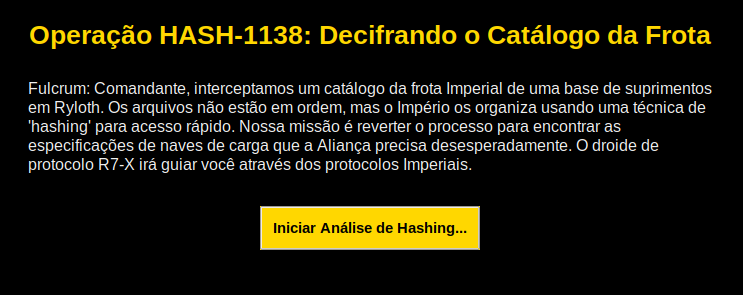 Operação HASH-1138: Decifrando o Catálogo da Frota
Fulcrum: Comandante, interceptamos um catálogo da frota Imperial de uma base de suprimentos
em Ryloth. Os arquivos não estão em ordem, mas o Império os organiza usando uma técnica de
'hashing' para acesso rápido. Nossa missão é reverter o processo para encontrar as
especificações de naves de carga que a Aliança precisa desesperadamente. O droide de
protocolo R7-X irá guiar você através dos protocolos Imperiais.
Iniciar Análise de Hashing...